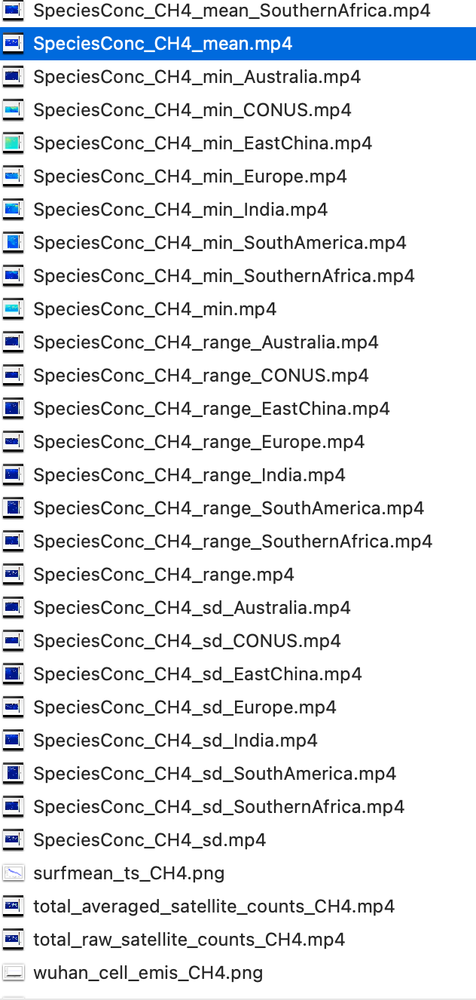 SpeciesConc_CH4_mean_SouthernAfrica.mp4
SpeciesConc_CH4_mean.mp4
SpeciesConc_CH4_min_Australia.mp4
SpeciesConc_CH4_min_CONUS.mp4
SpeciesConc_CH4_min_EastChina.mp4
SpeciesConc_CH4_min_Europe.mp4
SpeciesConc_CH4_min_India.mp4
SpeciesConc_CH4_min_SouthAmerica.mp4
SpeciesConc_CH4_min_SouthernAfrica.mp4
SpeciesConc_CH4_min.mp4
SpeciesConc_CH4_range_Australia.mp4
SpeciesConc_CH4_range_CONUS.mp4
SpeciesConc_CH4_range_EastChina.mp4
SpeciesConc_CH4_range_Europe.mp4
SpeciesConc_CH4_range_India.mp4
SpeciesConc_CH4_range_SouthAmerica.mp4
SpeciesConc_CH4_range_SouthernAfrica.mp4
SpeciesConc_CH4_range.mp4
SpeciesConc_CH4_sd_Australia.mp4
SpeciesConc_CH4_sd_CONUS.mp4
SpeciesConc_CH4_sd_EastChina.mp4
SpeciesConc_CH4_sd_Europe.mp4
SpeciesConc_CH4_sd_India.mp4
SpeciesConc_CH4_sd_SouthAmerica.mp4
SpeciesConc_CH4_sd_SouthernAfrica.mp4
SpeciesConc_CH4_sd.mp4
surfmean_ts_CH4.png
total_averaged_satellite_counts_CH4.mp4
total_raw_satellite_counts_CH4.mp4
wuhan_cell_emis_CH4.png